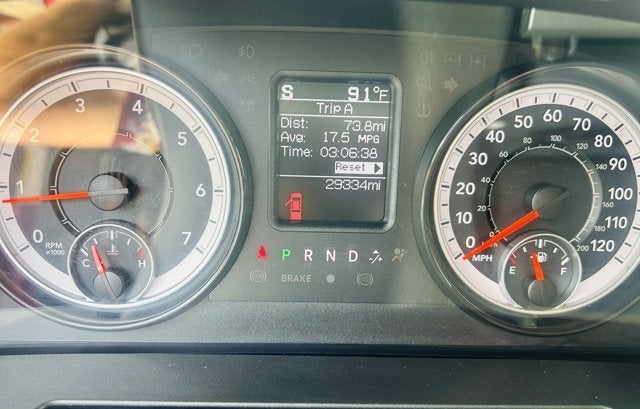 S 91°F
Trip A
Dist: 73.8mi
Avg: 17.5 MPG
Time: 03:06:38
Reset
29334mi
0 1 2 3 4 5 6 7
RPM
x1000
C H
P R N D
BRAKE
0 10 20 30 40 50 60 70 80 90 100 110 120
MPH
E F